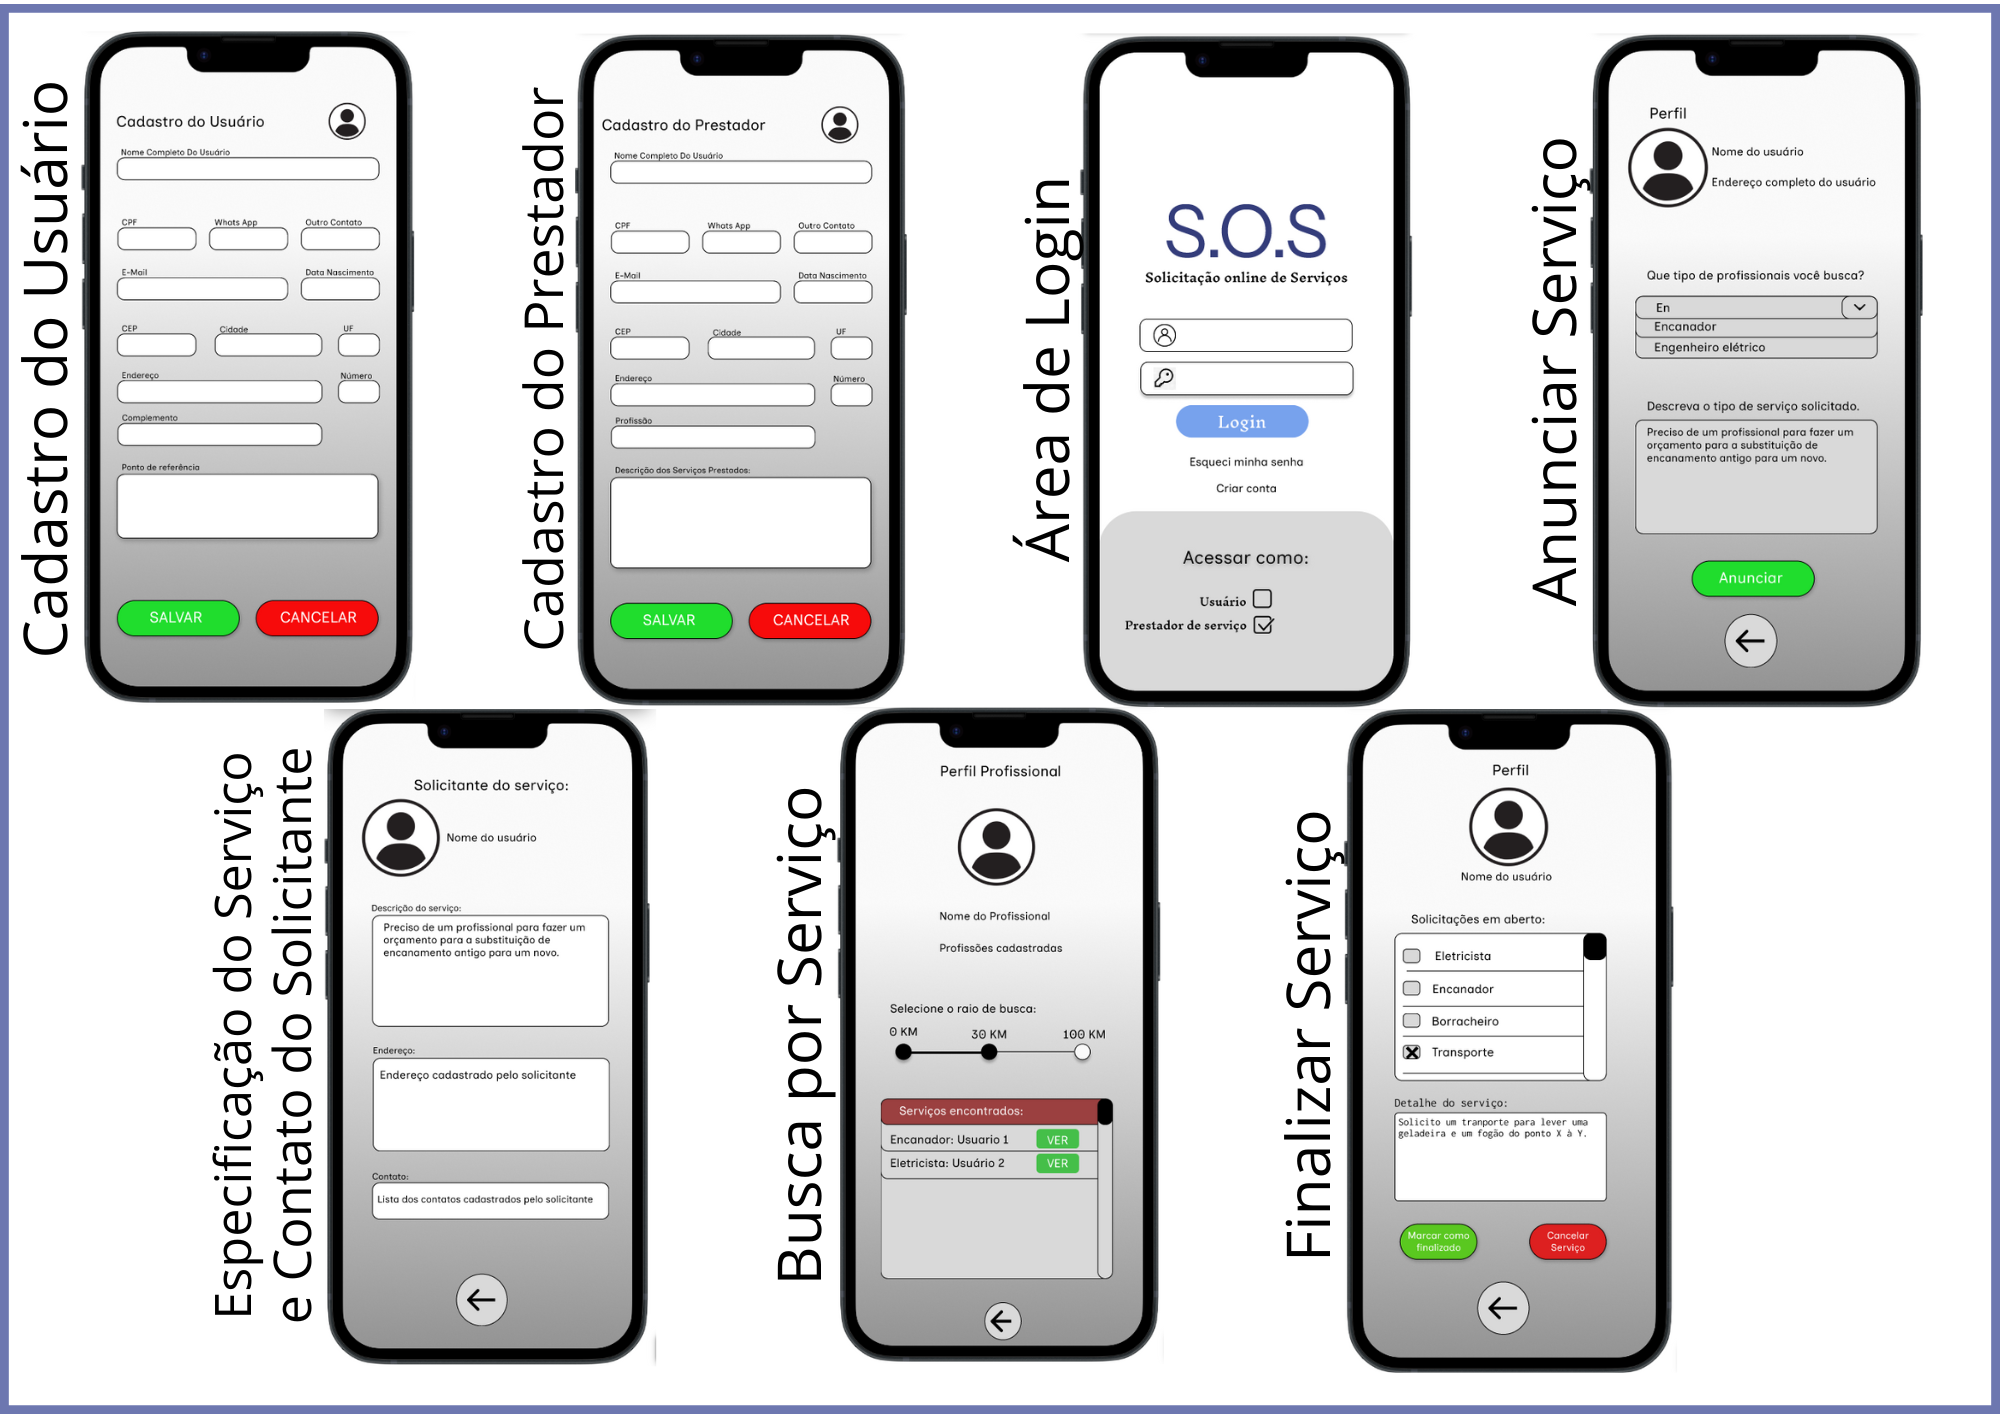 Cadastro do Usuário
Cadastro do Usuário
Nome Completo Do Usuário
CPF
Whats App
Outro Contato
E-Mail
Data Nascimento
CEP
Cidade
UF
Endereço
Número
Complemento
Ponto de referência
SALVAR
CANCELAR
Cadastro do Prestador
Cadastro do Prestador
Nome Completo Do Usuário
CPF
Whats App
Outro Contato
E-Mail
Data Nascimento
CEP
Cidade
UF
Endereço
Número
Profissão
Descrição dos Serviços Prestados:
SALVAR
CANCELAR
Área de Login
S.O.S
Solicitação online de Serviços
Login
Esqueci minha senha
Criar conta
Acessar como:
Usuário
Prestador de serviço
Anunciar Serviço
Perfil
Nome do usuário
Endereço completo do usuário
Que tipo de profissionais você busca?
En
Encanador
Engenheiro elétrico
Descreva o tipo de serviço solicitado.
Preciso de um profissional para fazer um
orçamento para a substituição de
encanamento antigo para um novo.
Anunciar
Especificação do Serviço
e Contato do Solicitante
Solicitante do serviço:
Nome do usuário
Descrição do serviço:
Preciso de um profissional para fazer um
orçamento para a substituição de
encanamento antigo para um novo.
Endereço:
Endereço cadastrado pelo solicitante
Contato:
Lista dos contatos cadastrados pelo solicitante
Busca por Serviço
Perfil Profissional
Nome do Profissional
Profissões cadastradas
Selecione o raio de busca:
0 KM
30 KM
100 KM
Serviços encontrados:
Encanador: Usuario 1
VER
Eletricista: Usuário 2
VER
Finalizar Serviço
Perfil
Nome do usuário
Solicitações em aberto:
Eletricista
Encanador
Borracheiro
Transporte
Detalhe do serviço:
Solicito um tranporte para lever uma
geladeira e um fogão do ponto X à Y.
Marcar como
finalizado
Cancelar
Serviço